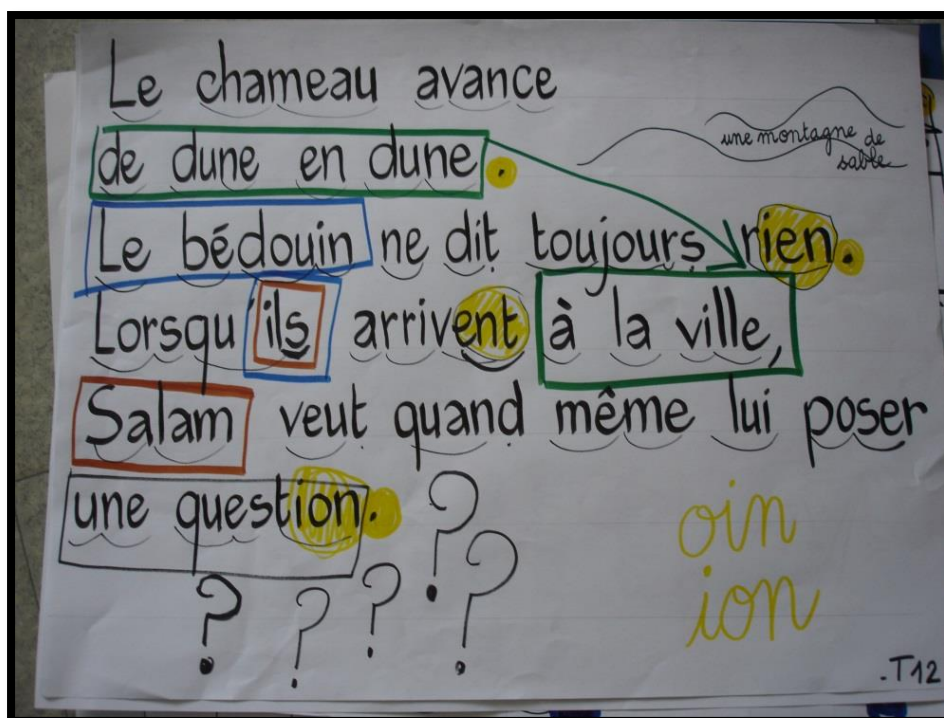 Le chameau avance
de dune en dune.
une montagne de
sable
Le bédouin ne dit toujours rien.
Lorsqu'ils arrivent à la ville,
Salam veut quand même lui poser
une question.
? ? ? ? ?
oin
ion
-T12